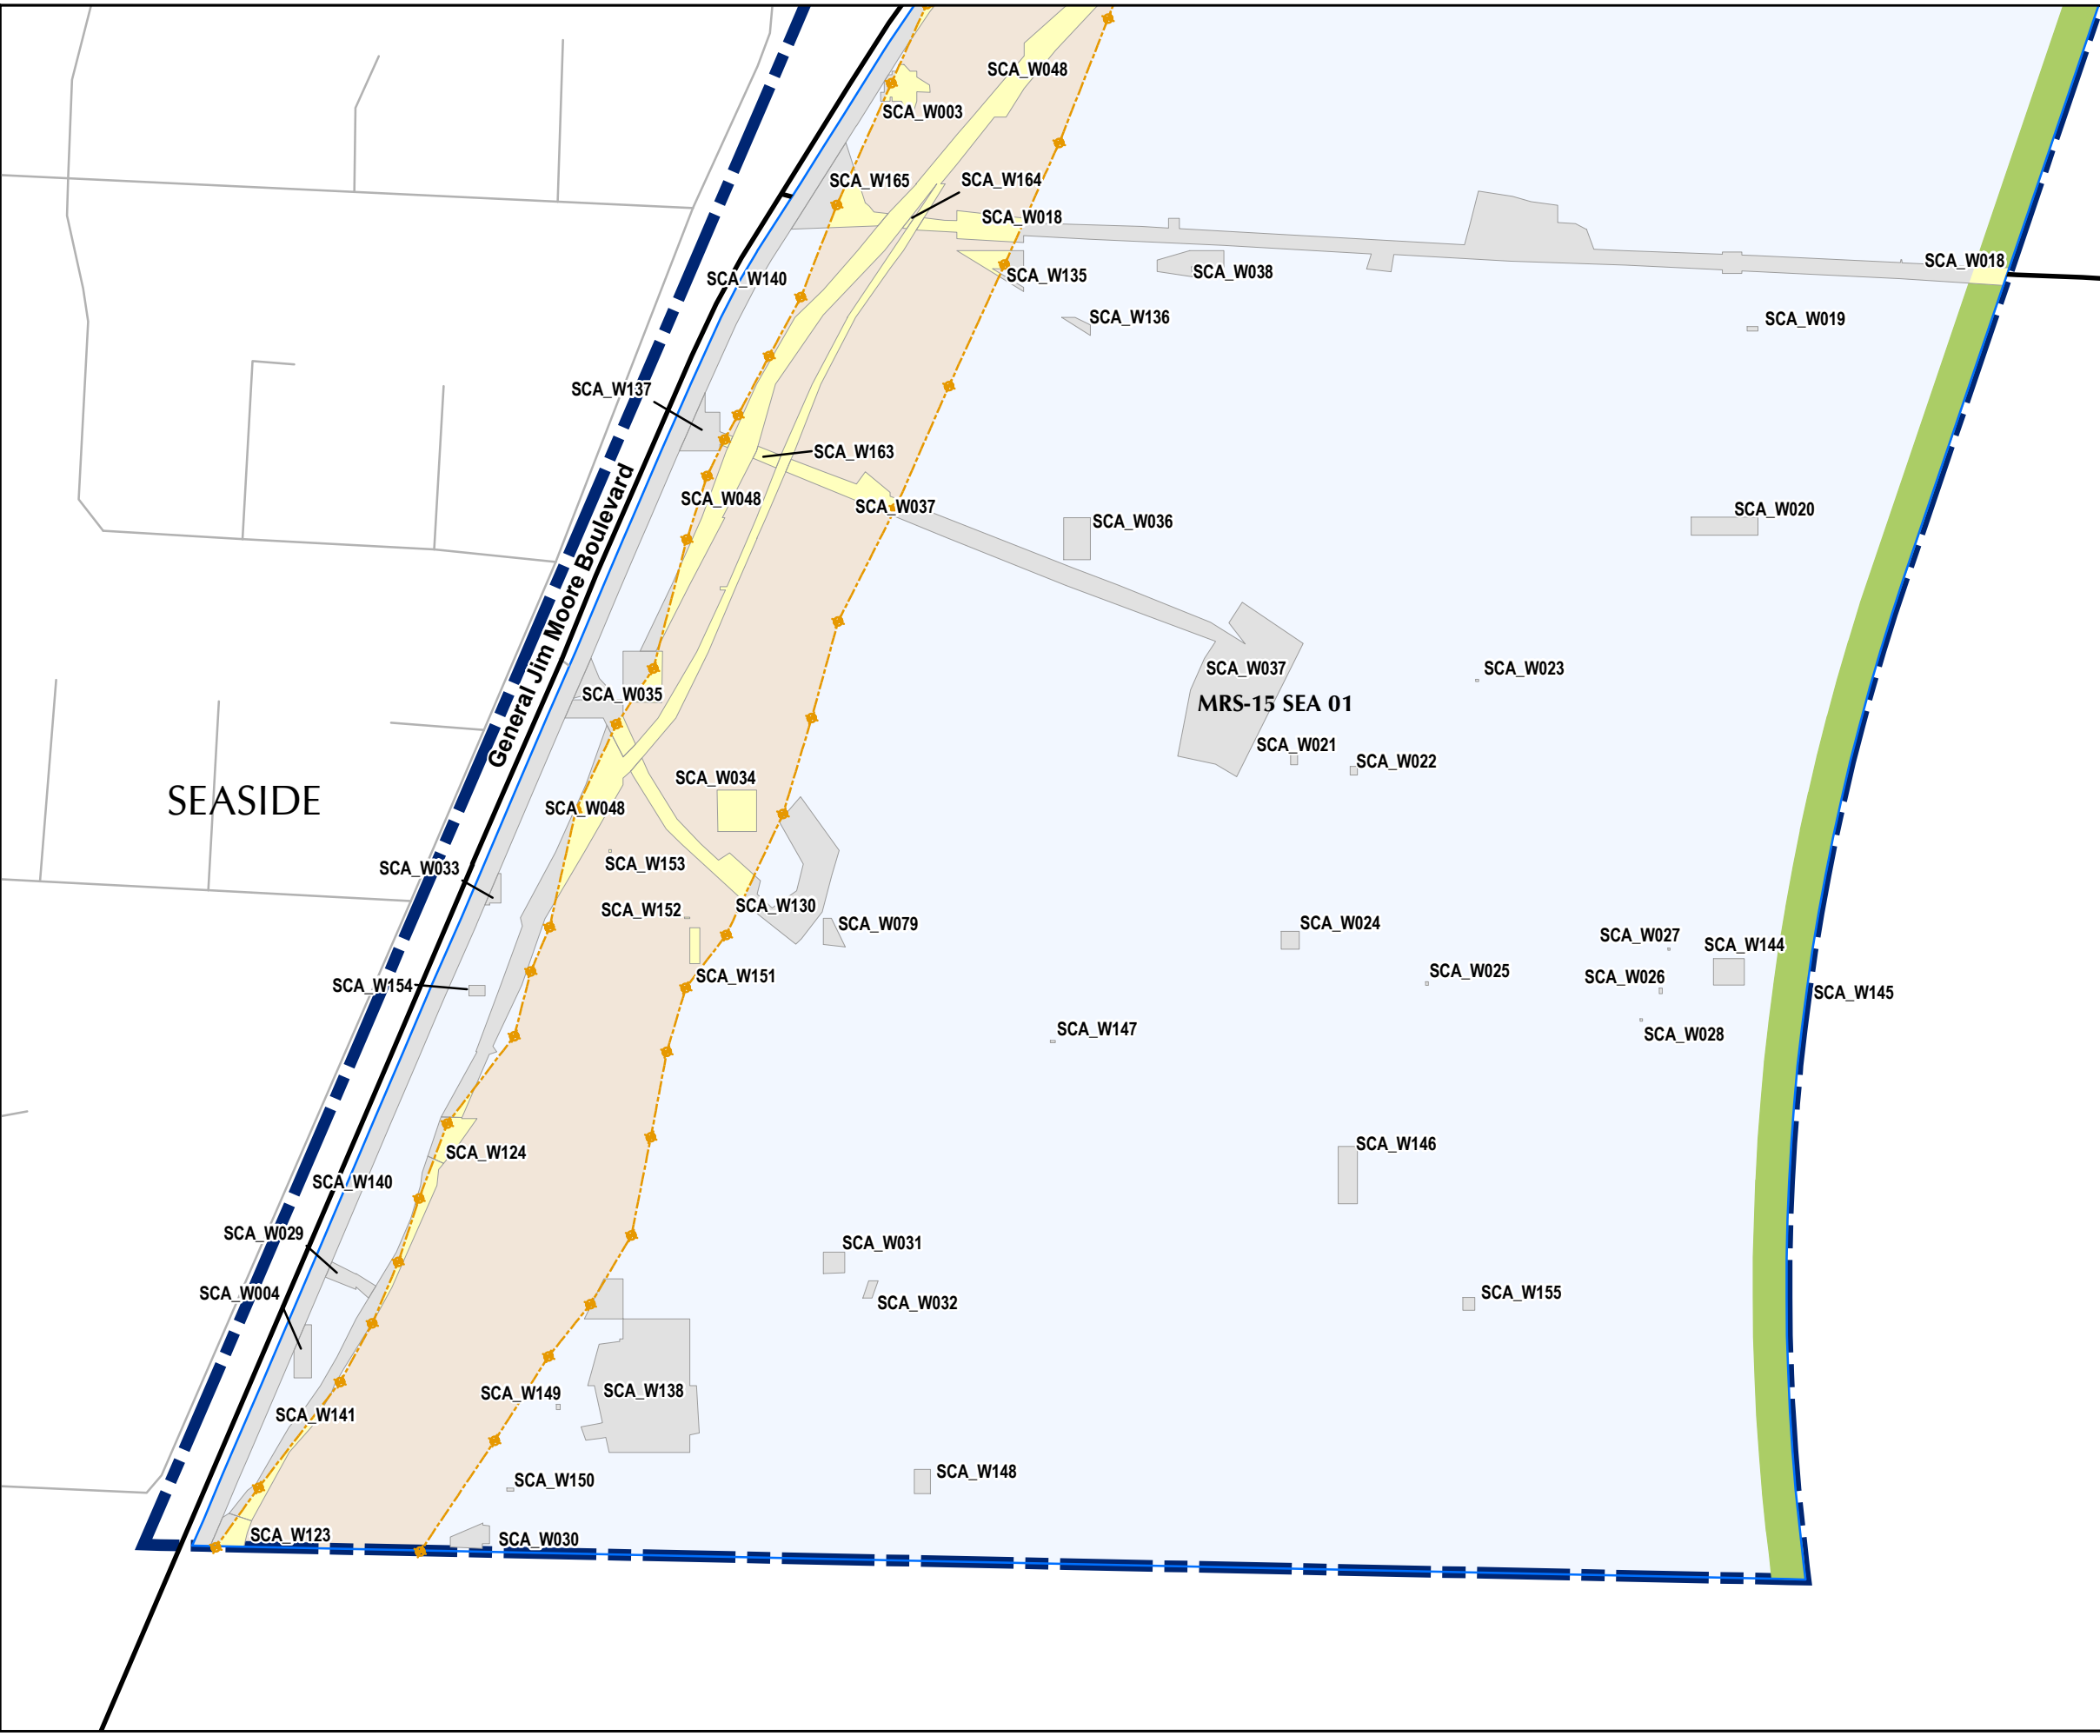 SCA_W048
SCA_W003
SCA_W165
SCA_W164
SCA_W018
SCA_W018
SCA_W140
SCA_W135
SCA_W038
SCA_W136
SCA_W019
SCA_W137
SCA_W163
SCA_W048
SCA_W037
SCA_W036
SCA_W020
General Jim Moore Boulevard
SCA_W035
SCA_W037
SCA_W023
MRS-15 SEA 01
SCA_W021
SCA_W022
SCA_W034
SEASIDE
SCA_W048
SCA_W033
SCA_W153
SCA_W152
SCA_W130
SCA_W079
SCA_W024
SCA_W027
SCA_W144
SCA_W154
SCA_W151
SCA_W025
SCA_W026
SCA_W145
SCA_W147
SCA_W028
SCA_W124
SCA_W146
SCA_W140
SCA_W029
SCA_W031
SCA_W004
SCA_W032
SCA_W155
SCA_W149
SCA_W138
SCA_W141
SCA_W150
SCA_W148
SCA_W123
SCA_W030